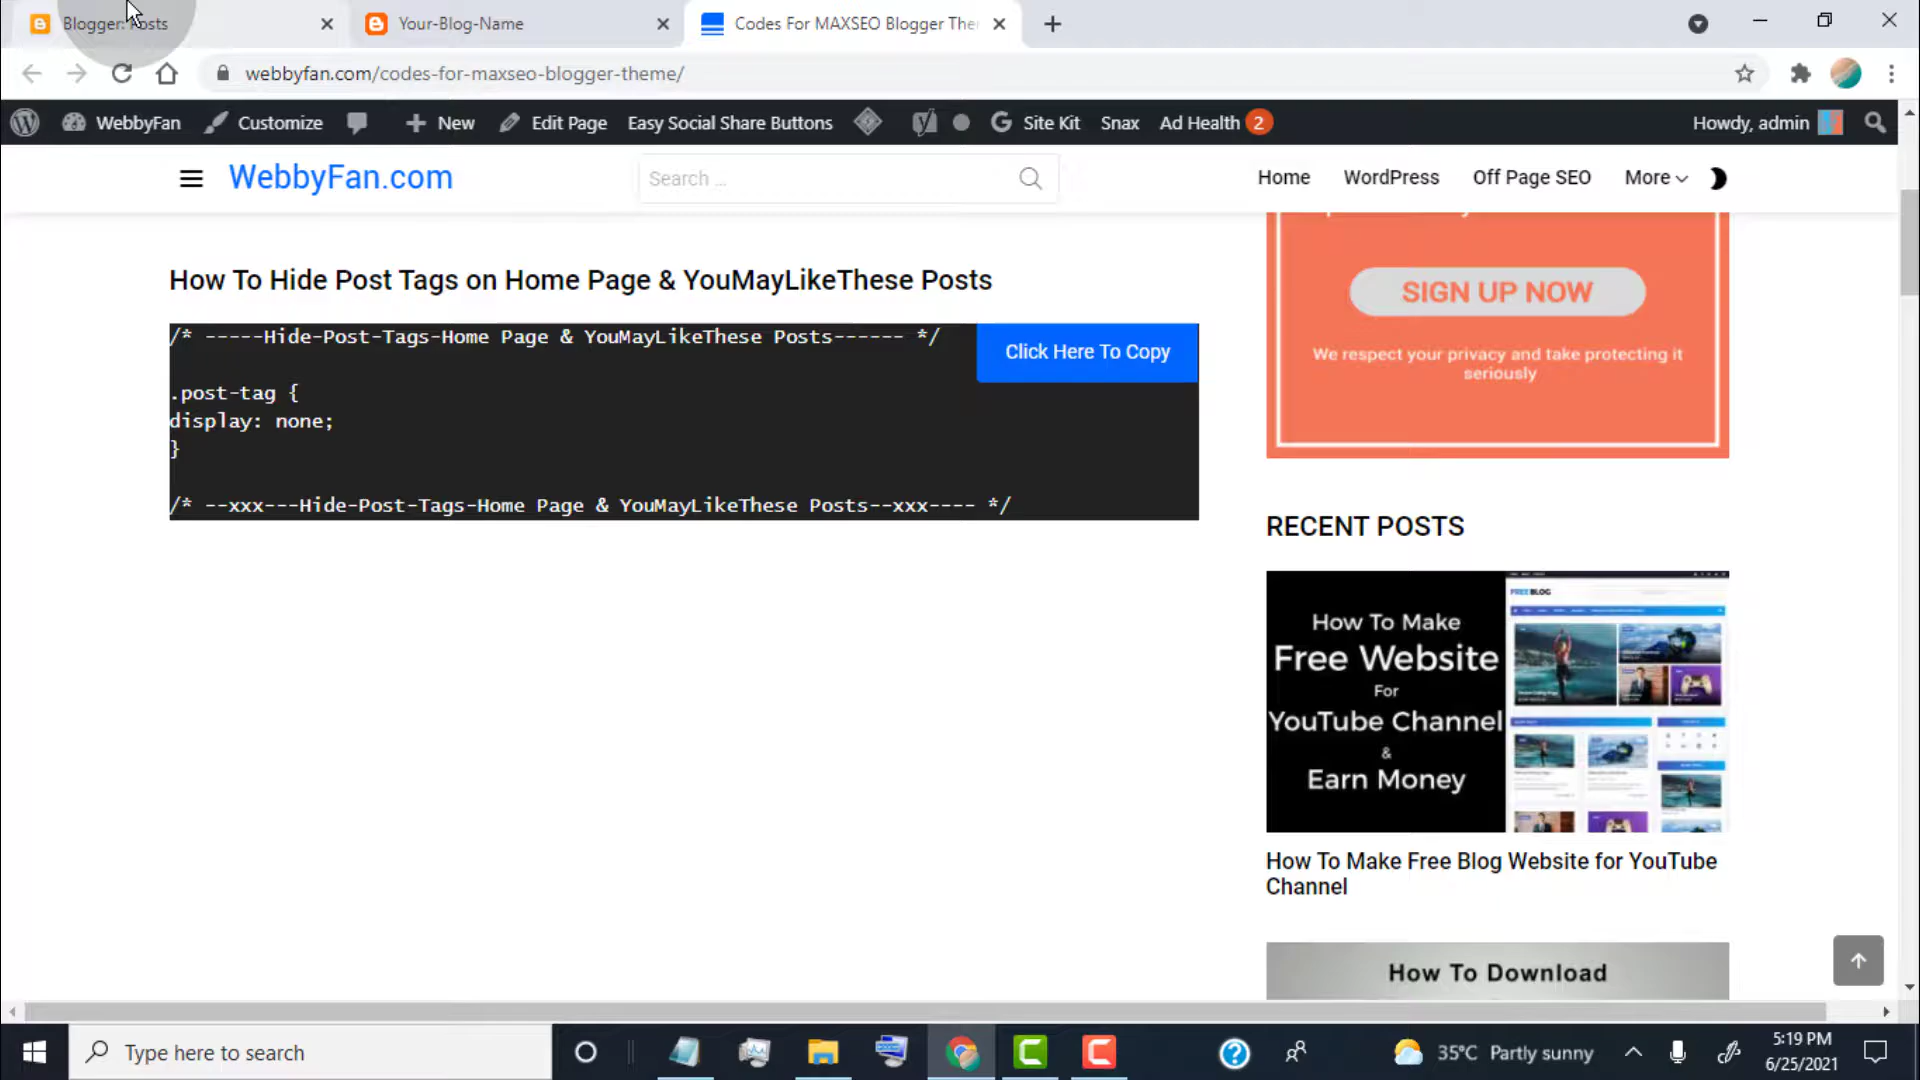 Blogger: Posts
Your-Blog-Name
Codes For MAXSEO Blogger The
webbyfan.com/codes-for-maxseo-blogger-theme/
WebbyFan
Customize
New
Edit Page
Easy Social Share Buttons
Site Kit
Snax
Ad Health 2
Howdy, admin
WebbyFan.com
Search ...
Home
WordPress
Off Page SEO
More
How To Hide Post Tags on Home Page & YouMayLikeThese Posts
/* -----Hide-Post-Tags-Home Page & YouMayLikeThese Posts------ */
Click Here To Copy
.post-tag {
display: none;
}
/* --xxx---Hide-Post-Tags-Home Page & YouMayLikeThese Posts--xxx---- */
SIGN UP NOW
We respect your privacy and take protecting it
seriously
RECENT POSTS
How To Make
Free Website
For
YouTube Channel
&
Earn Money
FREE BLOG
How To Make Free Blog Website for YouTube
Channel
How To Download
Type here to search
35°C Partly sunny
5:19 PM
6/25/2021